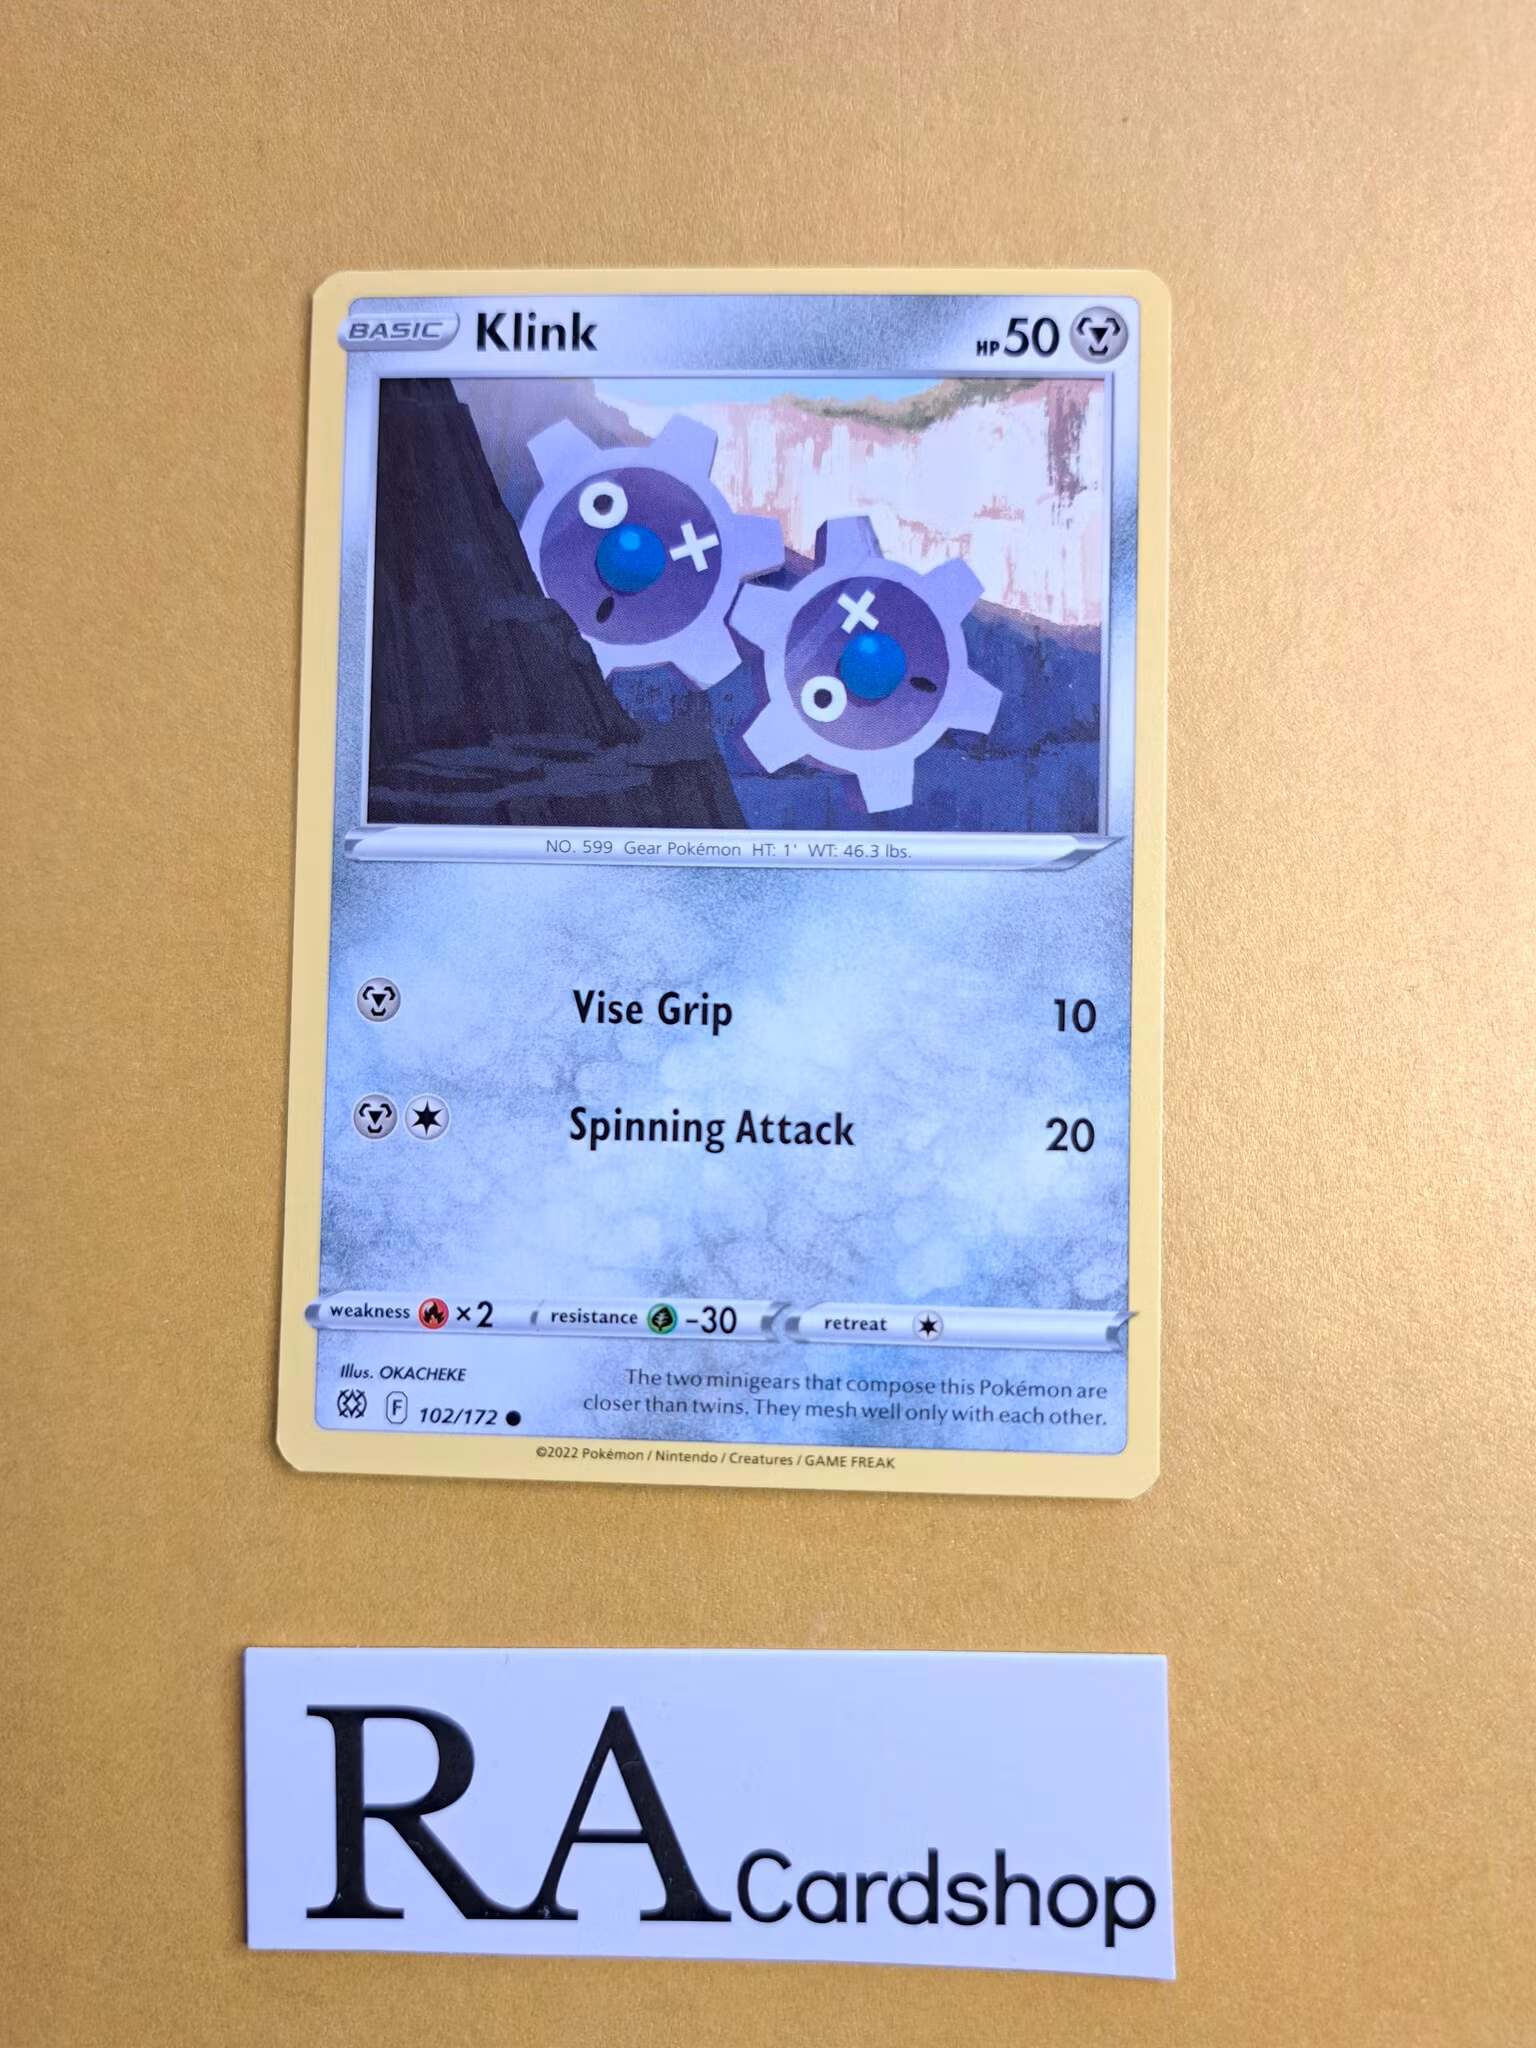 BASIC Klink HP 50
NO. 599 Gear Pokémon HT: 1' WT: 46.3 lbs.
Vise Grip 10
Spinning Attack 20
weakness ×2 resistance -30 retreat
Illus. OKACHEKE
The two minigears that compose this Pokémon are
closer than twins. They mesh well only with each other.
F 102/172
©2022 Pokémon / Nintendo / Creatures / GAME FREAK
RA Cardshop